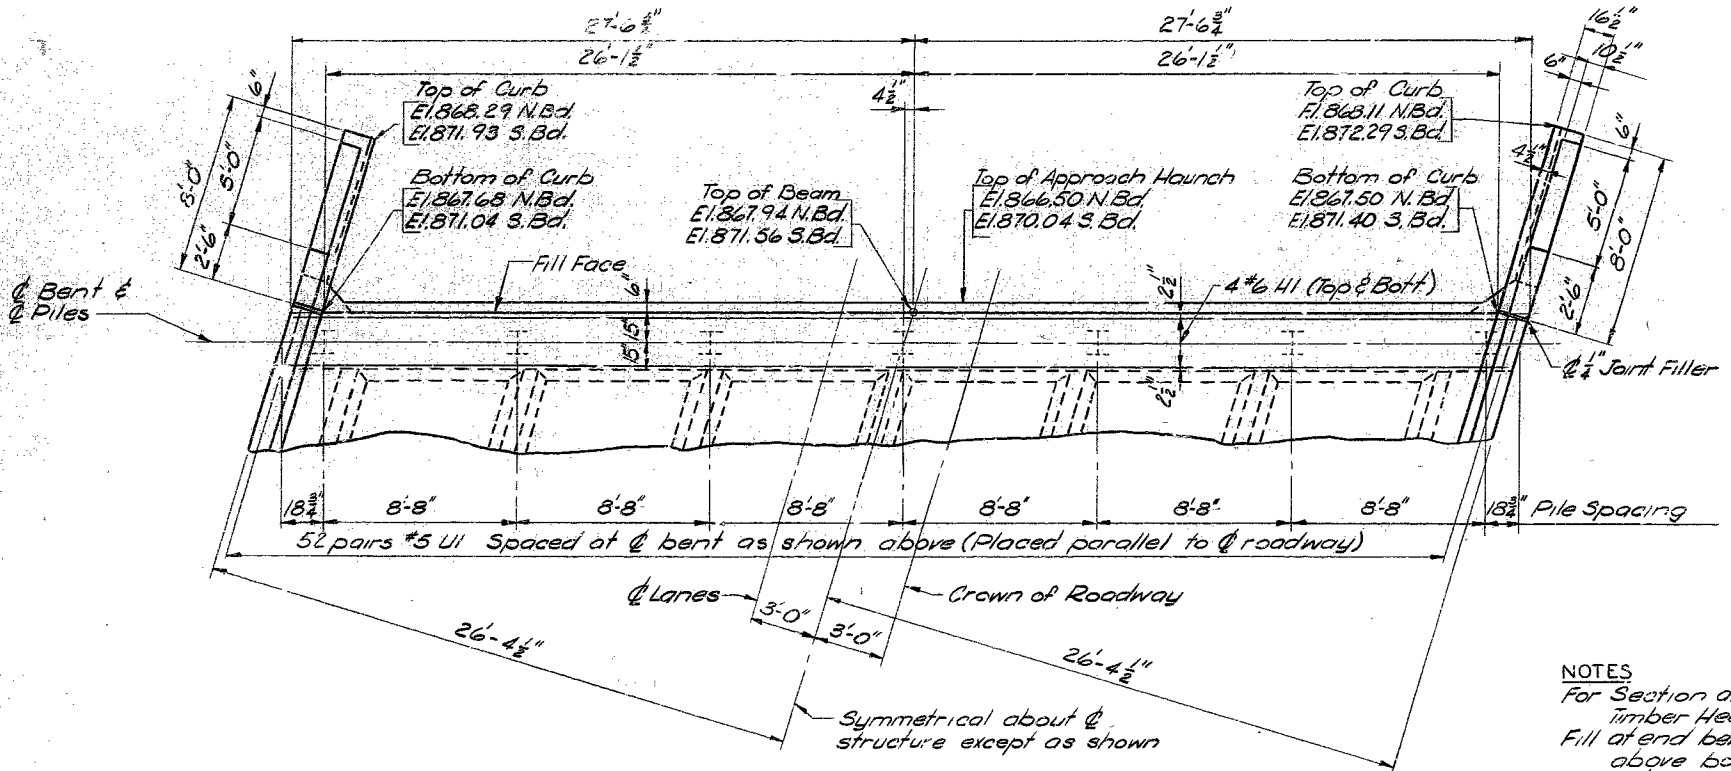 27'-6¾"
27'-6¾"
16½"
26'-1½"
26'-1½"
10½"
6"
6"
4½"
Top of Curb
El.868.29 N.Bd.
El.871.93 S.Bd.
Top of Curb
El.868.11 N.Bd.
El.872.29 S.Bd.
6"
4½"
8'-0"
5'-0"
2'-6"
Bottom of Curb
El.867.68 N.Bd.
El.871.04 S.Bd.
Top of Beam
El.867.94 N.Bd.
El.871.56 S.Bd.
Top of Approach Haunch
El.866.50 N.Bd.
El.870.04 S.Bd.
Bottom of Curb
El.867.50 N.Bd.
El.871.40 S.Bd.
5'-0"
8'-0"
2'-6"
Fill Face
6"
2½"
4 #6 H1 (Top & Bott)
℄ Bent &
℄ Piles
15"
15"
2½"
℄ ¼" Joint Filler
18¾"
8'-8"
8'-8"
8'-8"
8'-8"
8'-8"
8'-8"
18¾"
Pile Spacing
52 pairs #5 U1 Spaced at ℄ bent as shown above (Placed parallel to ℄ roadway)
℄ Lanes
Crown of Roadway
3'-0"
3'-0"
26'-4½"
26'-4½"
Symmetrical about ℄
structure except as shown
NOTES
For Section
Timber
Fill at end
above